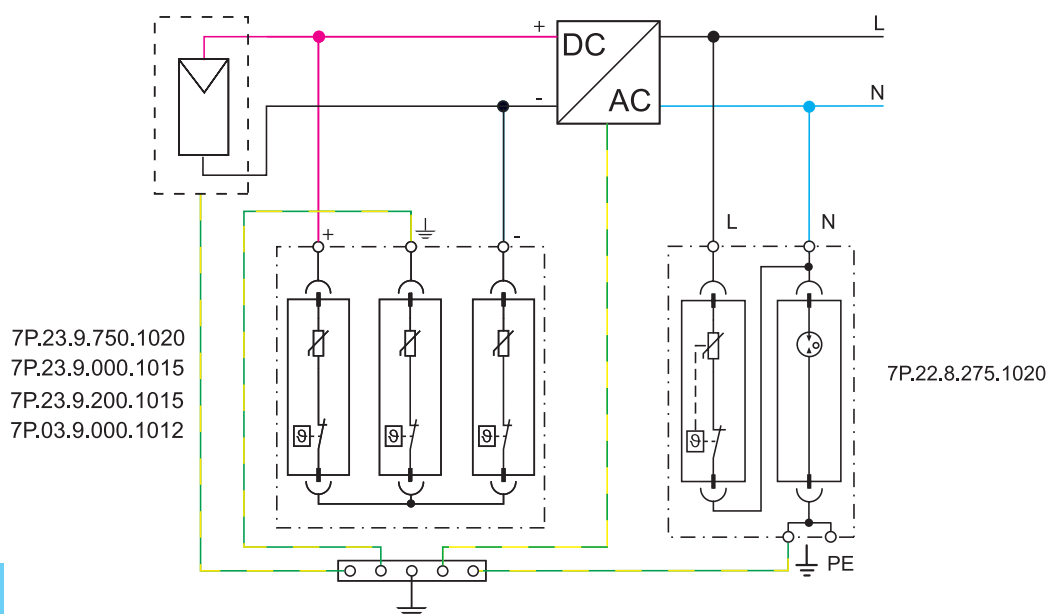 +
DC
L
-
AC
N
+
-
L
N
7P.23.9.750.1020
7P.23.9.000.1015
7P.23.9.200.1015
7P.03.9.000.1012
7P.22.8.275.1020
ϑ
ϑ
ϑ
ϑ
PE